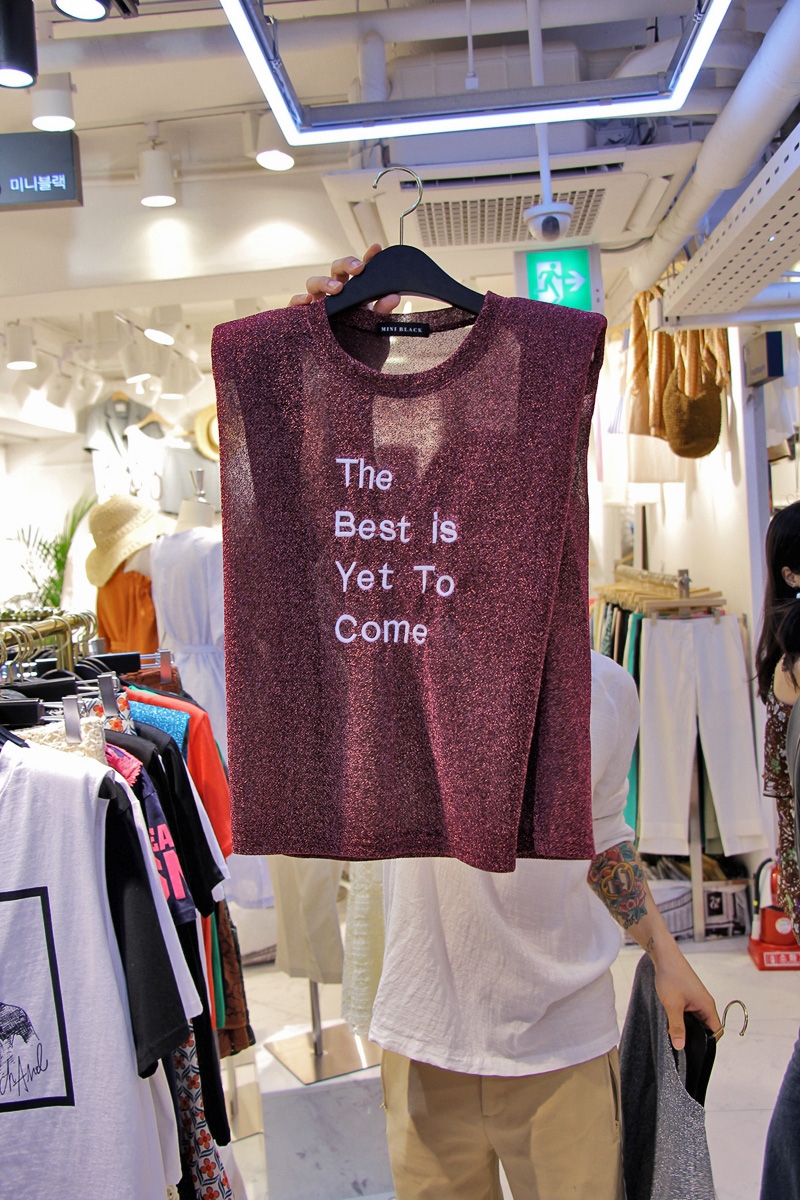 미니블랙
MINI BLACK
The
Best is
Yet To
Come